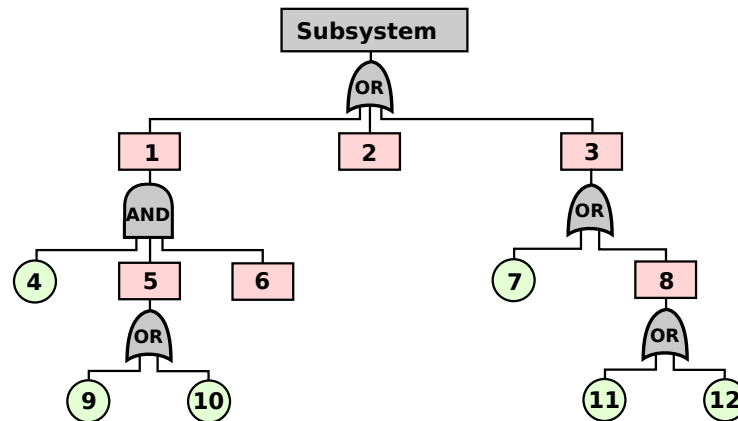 Subsystem
OR
1 2 3
AND OR
4 5 6 7 8
OR OR
9 10 11 12